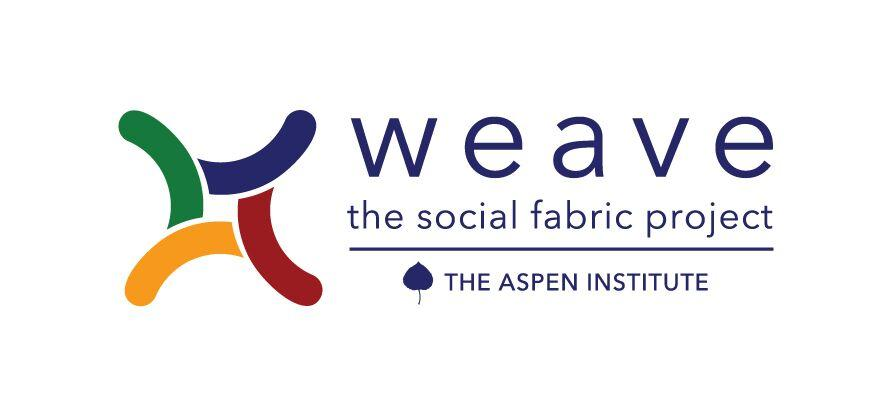 weave
the social fabric project
THE ASPEN INSTITUTE